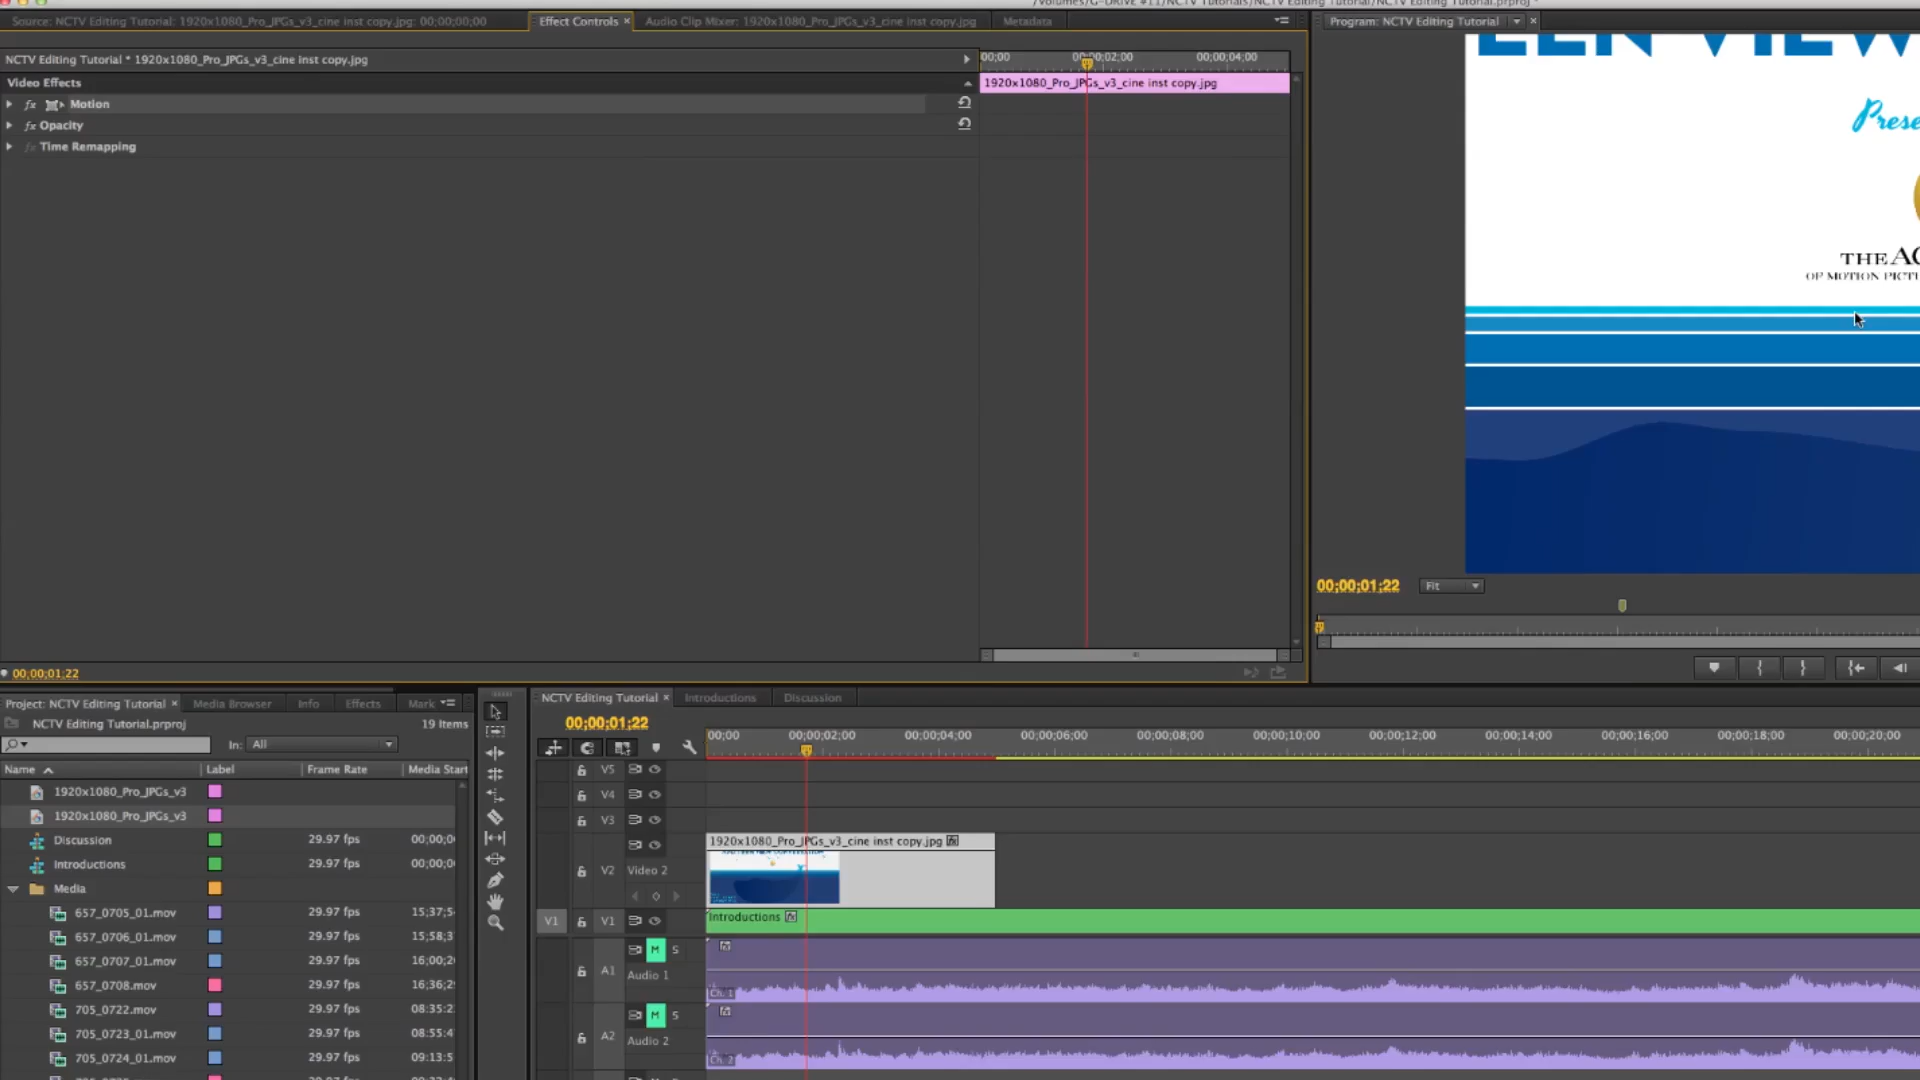 /Volumes/G-DRIVE #11/NCTV Tutorials/NCTV Editing Tutorial/NCTV Editing Tutorial.prproj *
Source: NCTV Editing Tutorial: 1920x1080_Pro_JPGs_v3_cine inst copy.jpg: 00;00;00;00
Effect Controls ×
Audio Clip Mixer: 1920x1080_Pro_JPGs_v3_cine inst copy.jpg
Metadata
Program: NCTV Editing Tutorial ×
NCTV Editing Tutorial * 1920x1080_Pro_JPGs_v3_cine inst copy.jpg
00;00 00;00;02;00 00;00;04;00
Video Effects
1920x1080_Pro_JPGs_v3_cine inst copy.jpg
fx Motion
fx Opacity
fx Time Remapping
EEN VIEW
Prese
THE AC
OF MOTION PICTU
00;00;01;22 Fit
00;00;01;22
Project: NCTV Editing Tutorial × Media Browser Info Effects Mark
NCTV Editing Tutorial.prproj 19 Items
In: All
Name Label Frame Rate Media Start
1920x1080_Pro_JPGs_v3
1920x1080_Pro_JPGs_v3
Discussion 29.97 fps 00;00;0
Introductions 29.97 fps 00;00;0
Media
657_0705_01.mov 29.97 fps 15;37;5
657_0706_01.mov 29.97 fps 15;58;3
657_0707_01.mov 29.97 fps 16;00;2
657_0708.mov 29.97 fps 16;36;2
705_0722.mov 29.97 fps 08:35:2
705_0723_01.mov 29.97 fps 08:55:4
705_0724_01.mov 29.97 fps 09:13:5
NCTV Editing Tutorial × Introductions Discussion
00;00;01;22
00;00 00;00;02;00 00;00;04;00 00;00;06;00 00;00;08;00 00;00;10;00 00;00;12;00 00;00;14;00 00;00;16;00 00;00;18;00 00;00;20;00
V5
V4
V3
1920x1080_Pro_JPGs_v3_cine inst copy.jpg fx
V2 Video 2
V1 V1 Introductions fx
M S
A1 Audio 1
Ch. 1
M S
A2 Audio 2
Ch. 2